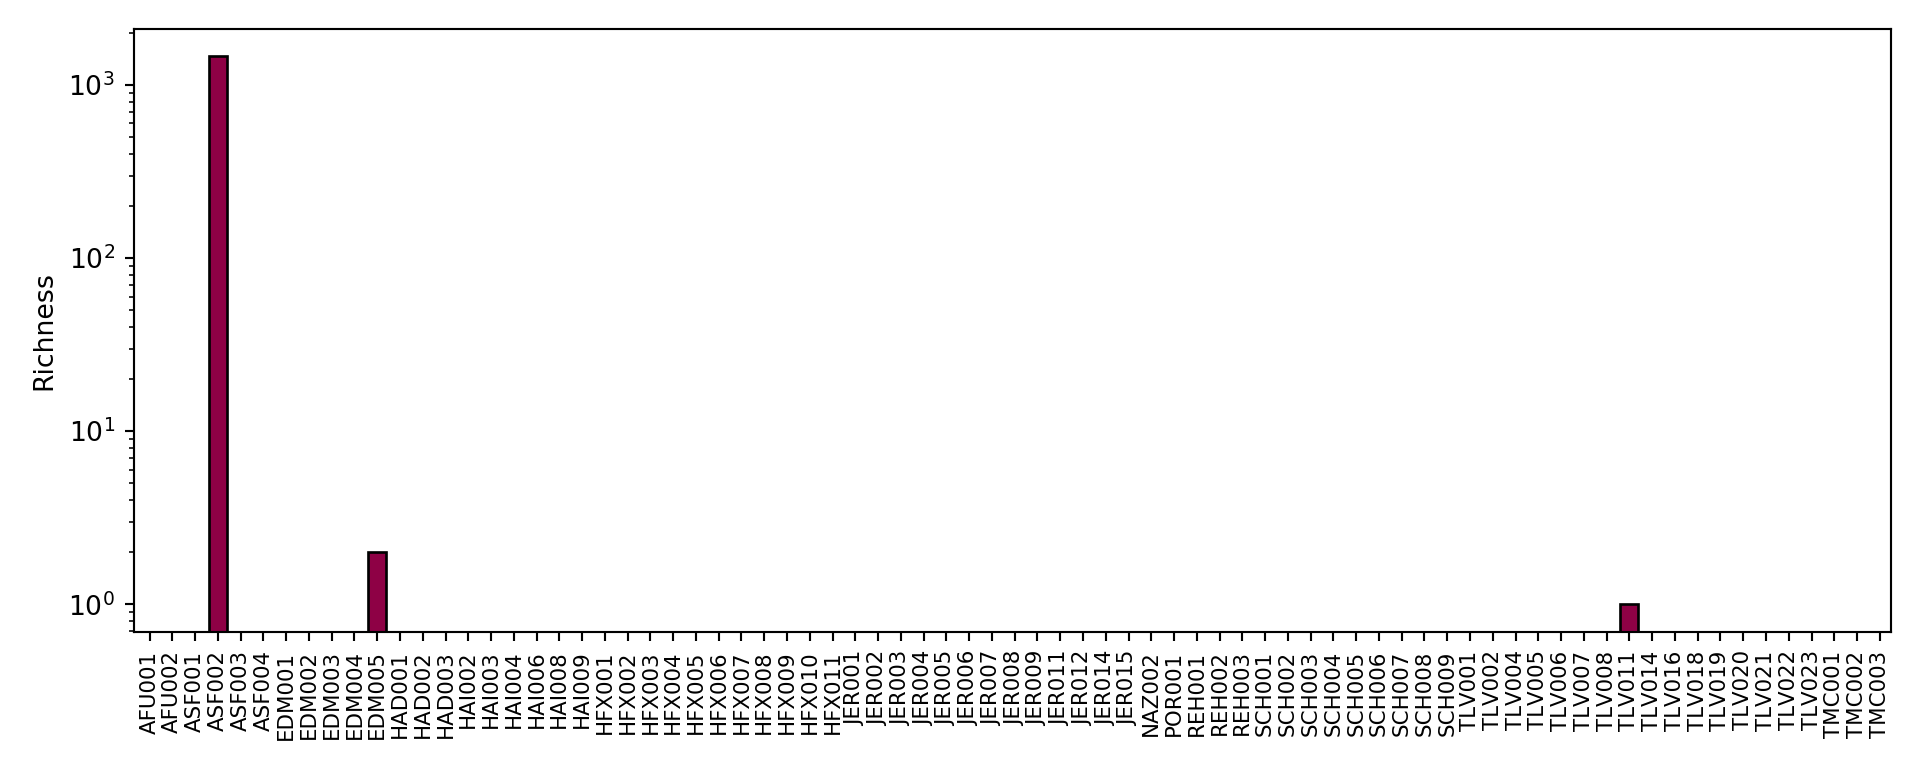 Richness
10³
10²
10¹
10⁰
AFU001
AFU002
ASF001
ASF002
ASF003
ASF004
EDM001
EDM002
EDM003
EDM004
EDM005
HAD001
HAD002
HAD003
HAI002
HAI003
HAI004
HAI006
HAI008
HAI009
HFX001
HFX002
HFX003
HFX004
HFX005
HFX006
HFX007
HFX008
HFX009
HFX010
HFX011
JER001
JER002
JER003
JER004
JER005
JER006
JER007
JER008
JER009
JER011
JER012
JER014
JER015
NAZ002
POR001
REH001
REH002
REH003
SCH001
SCH002
SCH003
SCH004
SCH005
SCH006
SCH007
SCH008
SCH009
TLV001
TLV002
TLV004
TLV005
TLV006
TLV007
TLV008
TLV011
TLV014
TLV016
TLV018
TLV019
TLV020
TLV021
TLV022
TLV023
TMC001
TMC002
TMC003